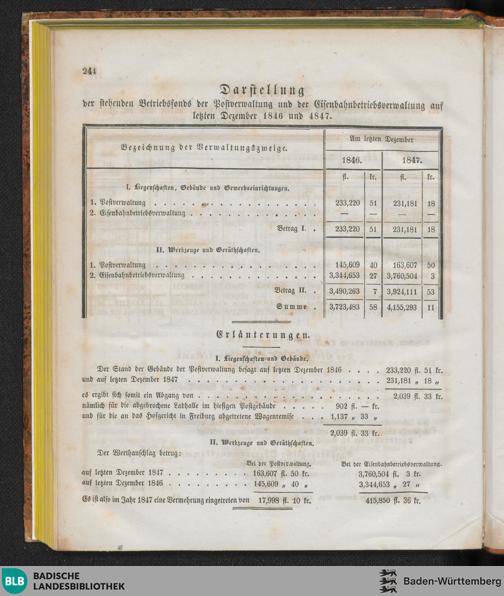 244
Darstellung
der stehenden Betriebsfonds der Postverwaltung und der Eisenbahnbetriebsverwaltung auf
letzten Dezember 1846 und 1847.
Bezeichnung der Verwaltungszweige. Am letzten Dezember
1846. 1847.
fl. kr. fl. kr.
I. Liegenschaften, Gebäude und Gewerbseinrichtungen.
1. Postverwaltung . . . 233,220 51 231,181 18
2. Eisenbahnbetriebsverwaltung . . . — — — —
Betrag I. . 233,220 51 231,181 18
II. Werkzeuge und Geräthschaften.
1. Postverwaltung . . . 145,609 40 163,607 50
2. Eisenbahnbetriebsverwaltung . . . 3,344,653 27 3,760,504 3
Betrag II. . 3,490,263 7 3,924,111 53
Summe . 3,723,483 58 4,155,293 11
Erläuterungen.
I. Liegenschaften und Gebäude.
Der Stand der Gebäude der Postverwaltung besagt auf letzten Dezember 1846 . . . . 233,220 fl. 51 kr.
und auf letzten Dezember 1847 . . . 231,181 „ 18 „
es ergibt sich somit ein Abgang von . . . 2,039 fl. 33 kr.
nämlich für die abgebrochene Lathalle im hiesigen Postgebäude . . . . . 902 fl. — kr.
und für die an das Hofgericht in Freiburg abgetretene Wagenremise . . . . 1,137 „ 33 „
2,039 fl. 33 kr.
II. Werkzeuge und Geräthschaften.
Der Werthanschlag betrug:
Bei der Postverwaltung. Bei der Eisenbahnbetriebsverwaltung.
auf letzten Dezember 1847 . . . 163,607 fl. 50 kr. 3,760,504 fl. 3 kr.
auf letzten Dezember 1846 . . . 145,609 „ 40 „ 3,344,653 „ 27 „
Es ist also im Jahr 1847 eine Vermehrung eingetreten von 17,998 fl. 10 kr. 415,850 fl. 36 kr.
BLB BADISCHE
LANDESBIBLIOTHEK
Baden-Württemberg